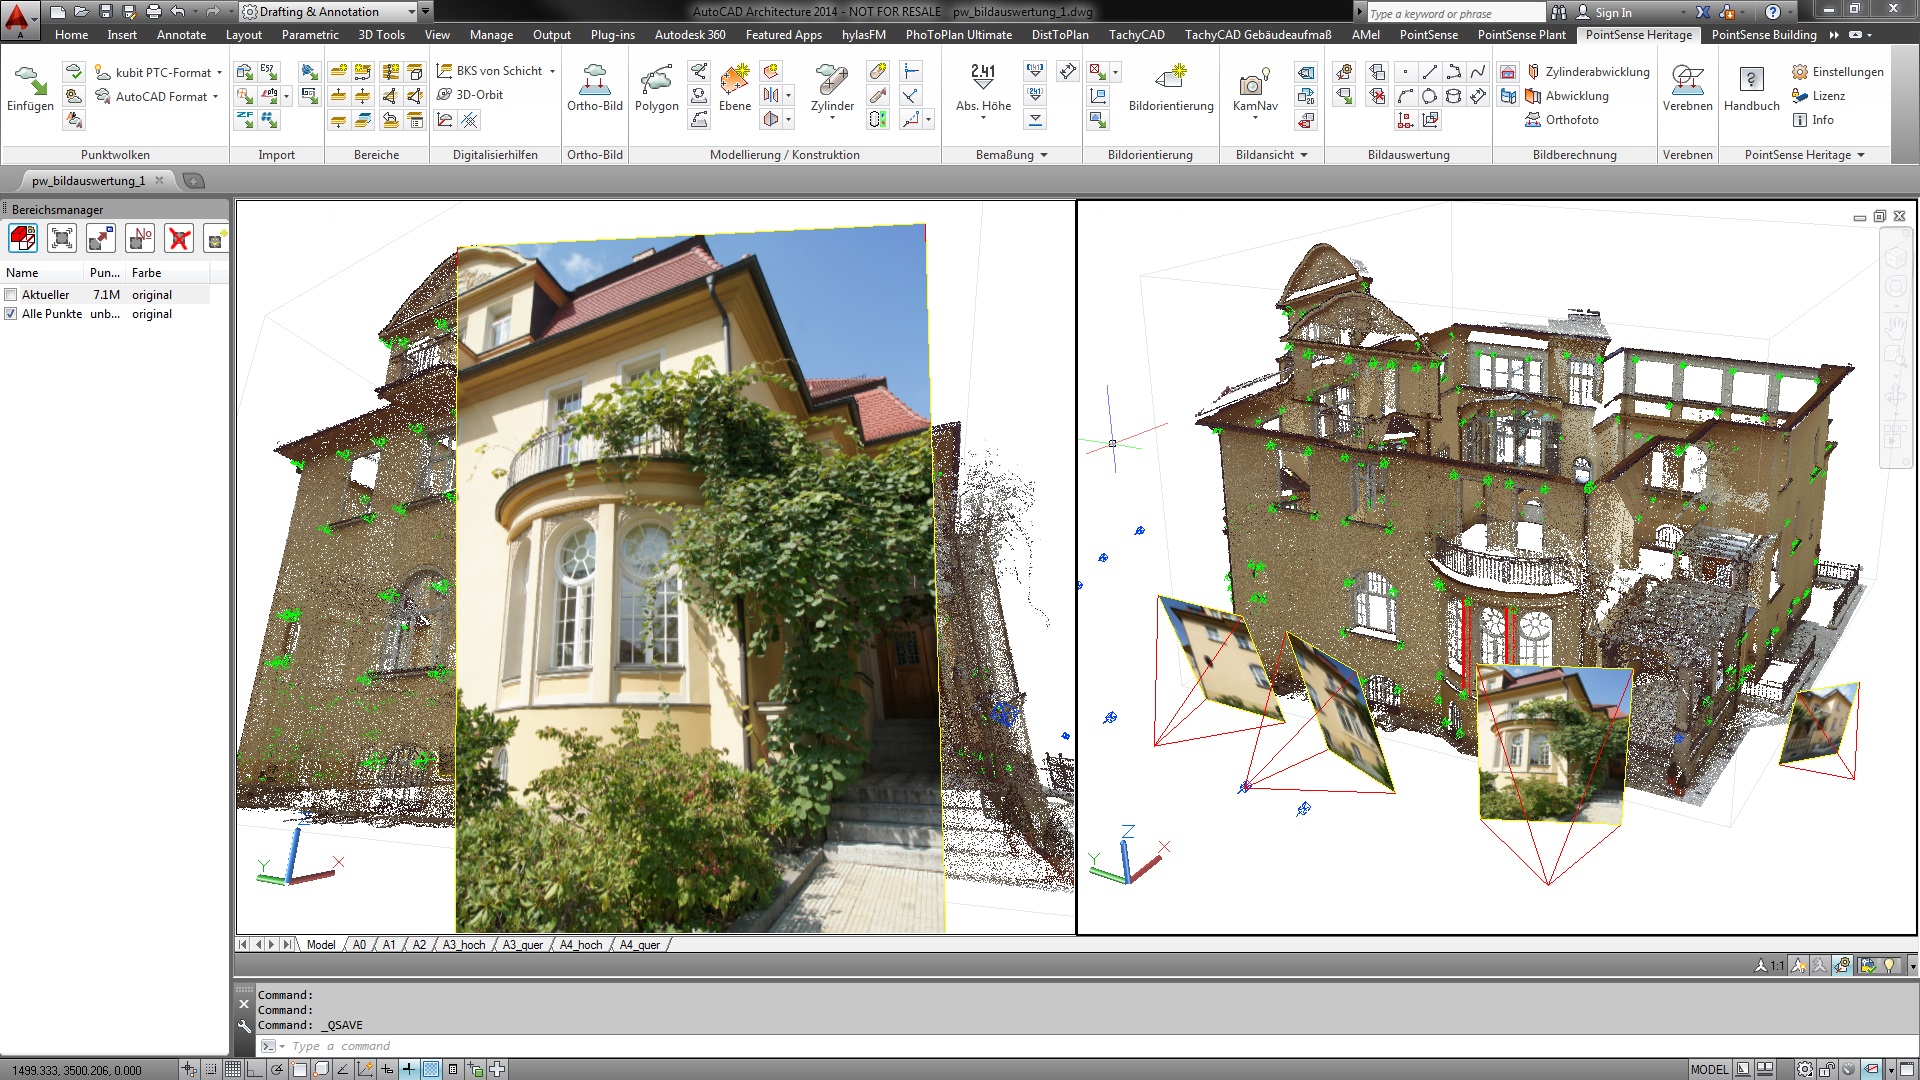 Drafting & Annotation
AutoCAD Architecture 2014 - NOT FOR RESALE pw_bildauswertung_1.dwg
Type a keyword or phrase
Sign In
Home Insert Annotate Layout Parametric 3D Tools View Manage Output Plug-ins Autodesk 360 Featured Apps hylasFM PhoToPlan Ultimate DistToPlan TachyCAD TachyCAD Gebäudeaufmaß AMel PointSense PointSense Plant PointSense Heritage PointSense Building
Einfügen
kubit PTC-Format
AutoCAD Format
BKS von Schicht
3D-Orbit
Ortho-Bild
Polygon
Ebene
Zylinder
2.41
Abs. Höhe
Bildorientierung
KamNav
Zylinderabwicklung
Abwicklung
Orthofoto
Verebnen
Handbuch
Einstellungen
Lizenz
Info
Punktwolken Import Bereiche Digitalisierhilfen Ortho-Bild Modellierung / Konstruktion Bemaßung Bildorientierung Bildansicht Bildauswertung Bildberechnung Verebnen PointSense Heritage
pw_bildauswertung_1
Bereichsmanager
Name Pun... Farbe
Aktueller 7.1M original
Alle Punkte unb... original
Z
Y X
Z
Y X
Model A0 A1 A2 A3_hoch A3_quer A4_hoch A4_quer
1:1
Command:
Command:
Command: _QSAVE
Type a command
1499.333, 3500.206, 0.000
MODEL